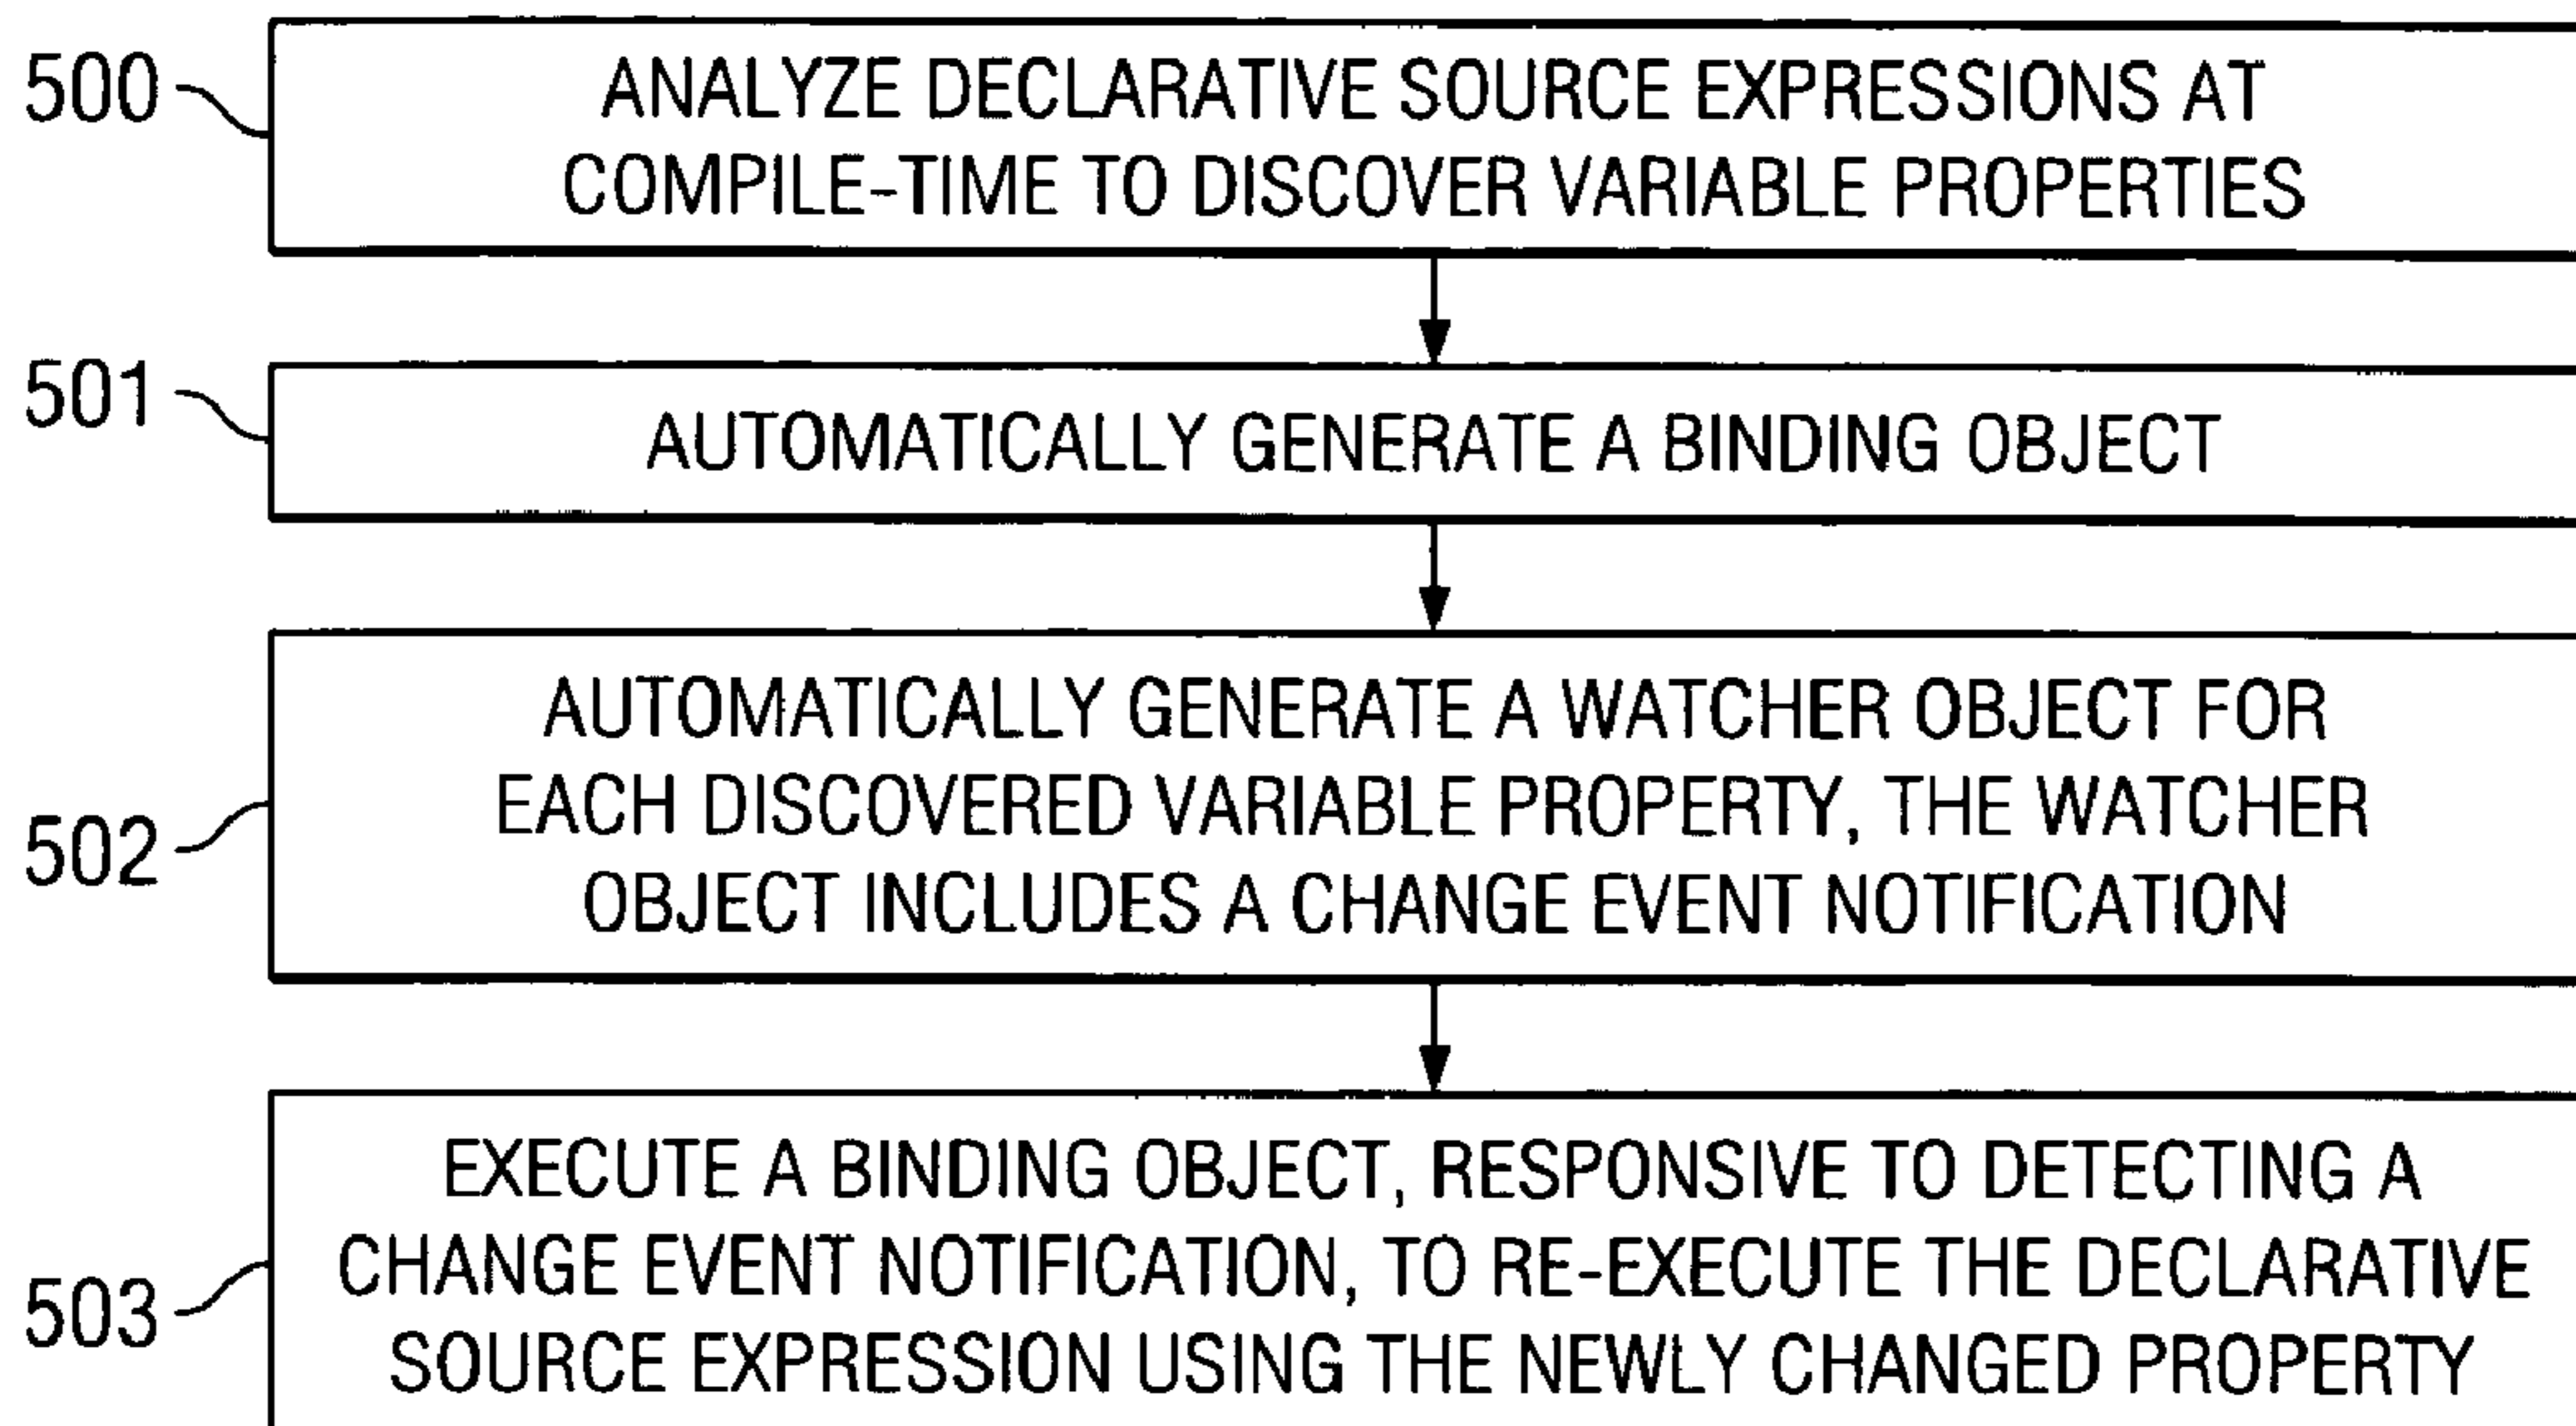 500
ANALYZE DECLARATIVE SOURCE EXPRESSIONS AT
COMPILE-TIME TO DISCOVER VARIABLE PROPERTIES
501
AUTOMATICALLY GENERATE A BINDING OBJECT
502
AUTOMATICALLY GENERATE A WATCHER OBJECT FOR
EACH DISCOVERED VARIABLE PROPERTY, THE WATCHER
OBJECT INCLUDES A CHANGE EVENT NOTIFICATION
503
EXECUTE A BINDING OBJECT, RESPONSIVE TO DETECTING A
CHANGE EVENT NOTIFICATION, TO RE-EXECUTE THE DECLARATIVE
SOURCE EXPRESSION USING THE NEWLY CHANGED PROPERTY